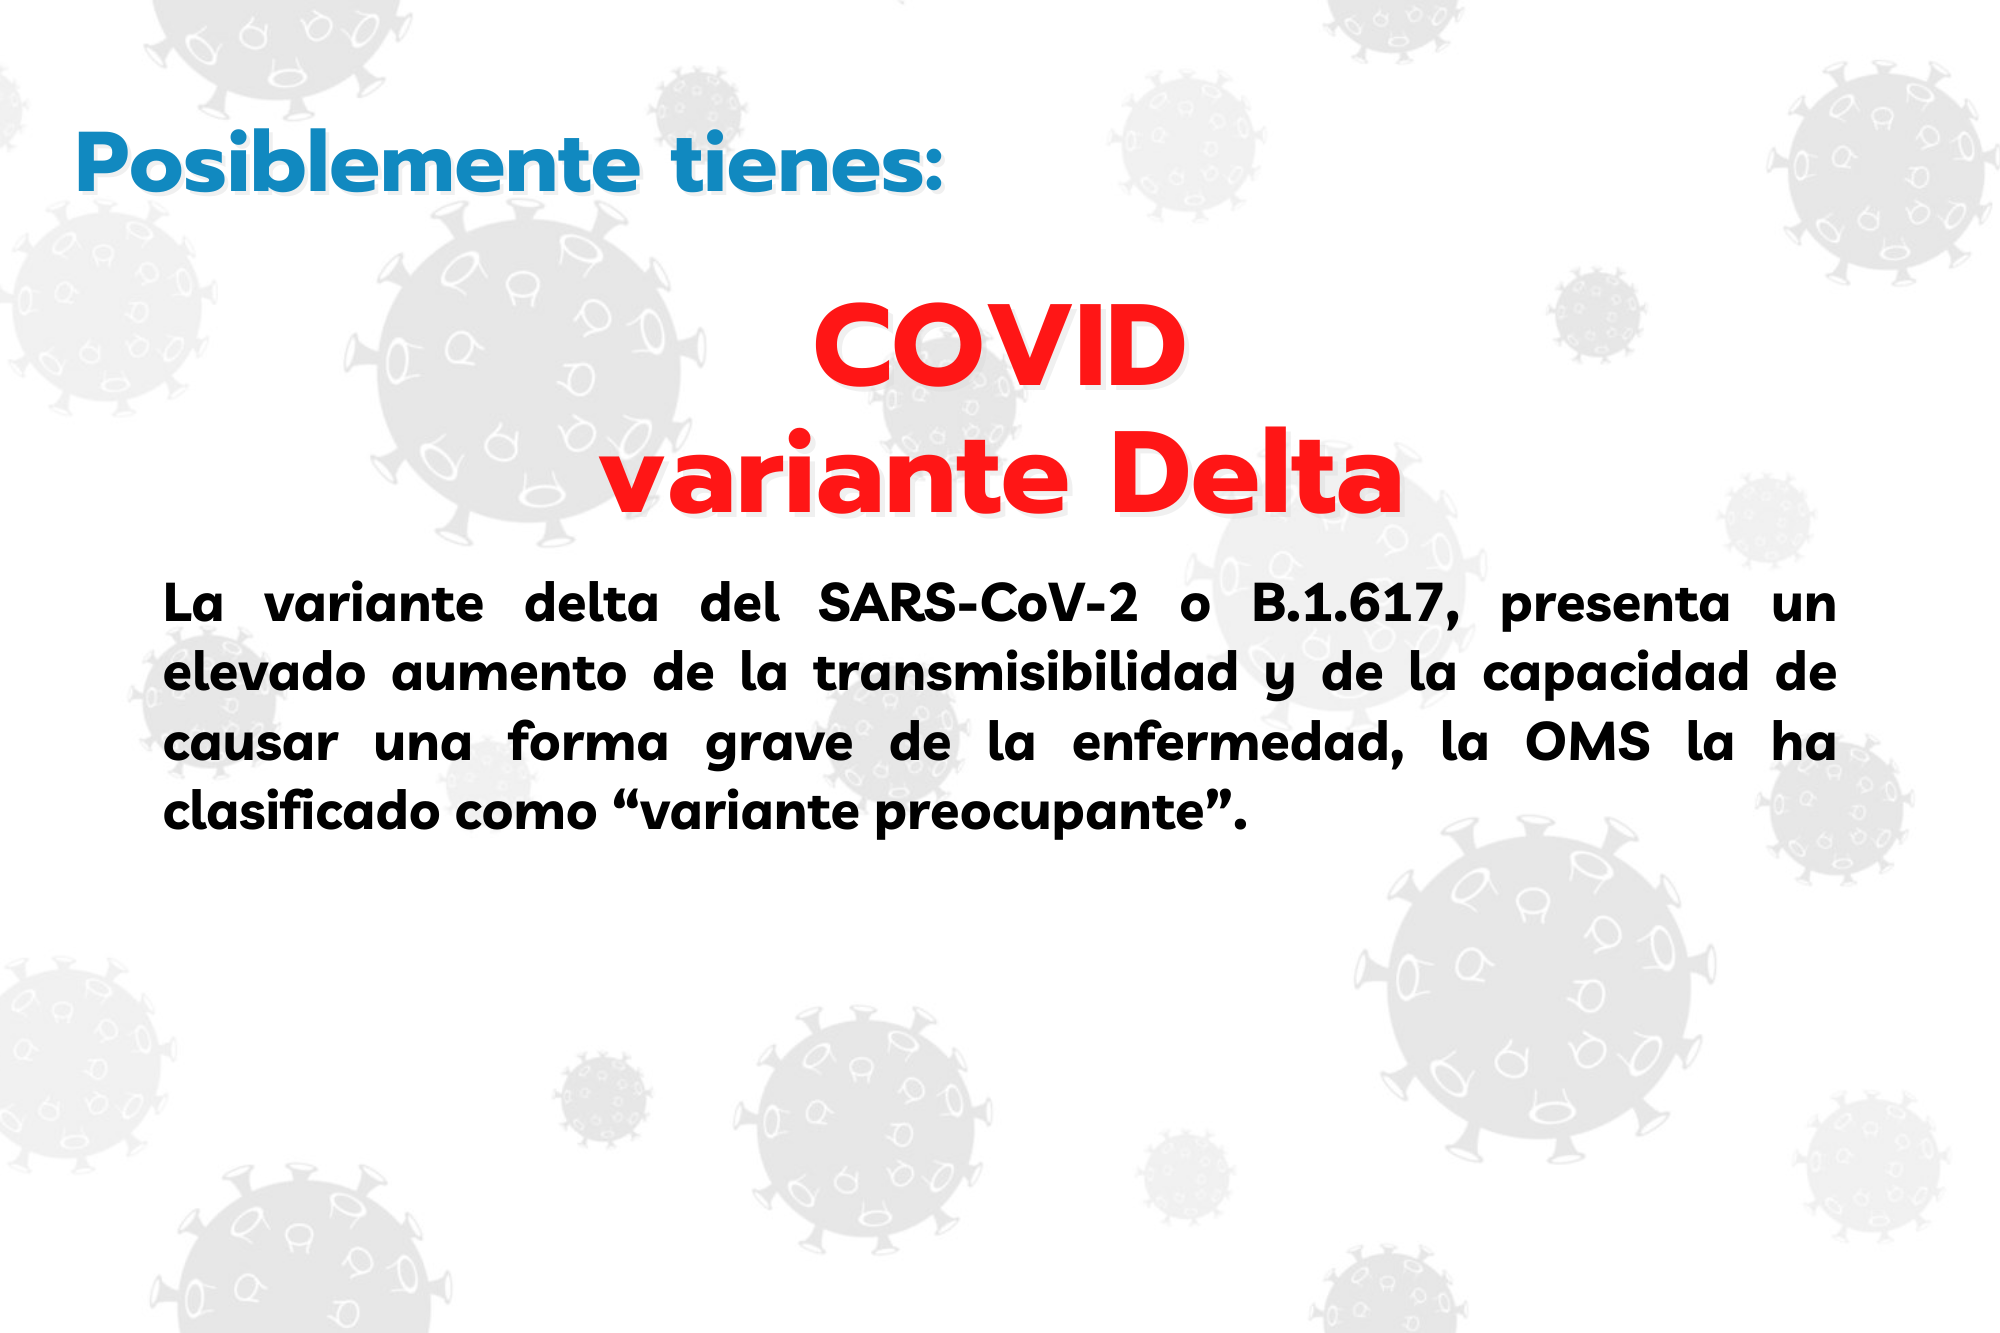 Posiblemente tienes:
COVID
variante Delta
La variante delta del SARS-CoV-2 o B.1.617, presenta un
elevado aumento de la transmisibilidad y de la capacidad de
causar una forma grave de la enfermedad, la OMS la ha
clasificado como “variante preocupante”.